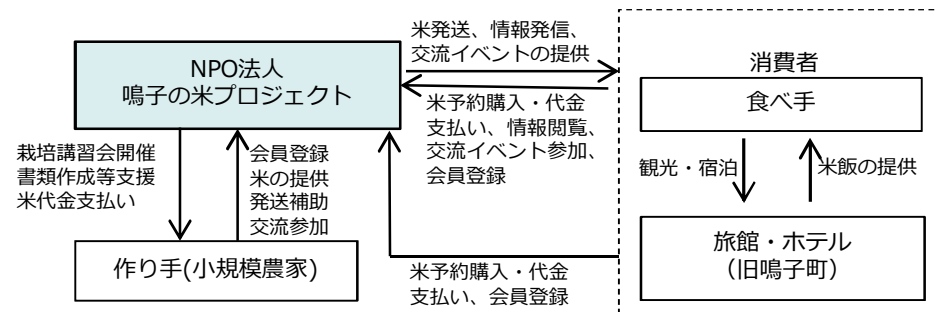 米発送、情報発信、
交流イベントの提供
NPO法人
鳴子の米プロジェクト
消費者
食べ手
米予約購入・代金
支払い、情報閲覧、
交流イベント参加、
会員登録
栽培講習会開催
書類作成等支援
米代金支払い
会員登録
米の提供
発送補助
交流参加
観光・宿泊
米飯の提供
作り手(小規模農家)
旅館・ホテル
（旧鳴子町）
米予約購入・代金
支払い、会員登録